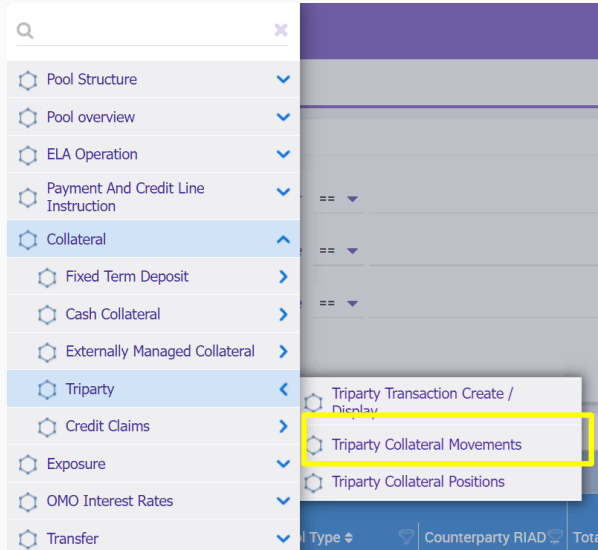 Pool Structure
Pool overview
ELA Operation
Payment And Credit Line
Instruction
Collateral
==
Fixed Term Deposit
==
Cash Collateral
==
Externally Managed Collateral
Triparty
Triparty Transaction Create /
Display
Credit Claims
Triparty Collateral Movements
Exposure
Triparty Collateral Positions
OMO Interest Rates
Transfer
Type
Counterparty RIAD